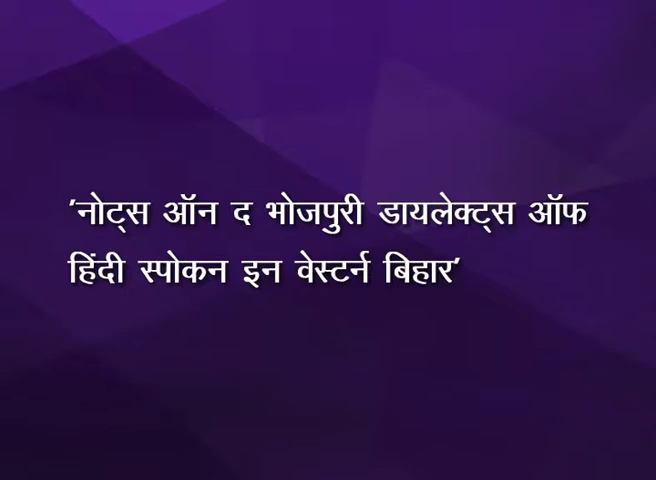 'नोट्स ऑन द भोजपुरी डायलेक्ट्स ऑफ
हिंदी स्पोकन इन वेस्टर्न बिहार'